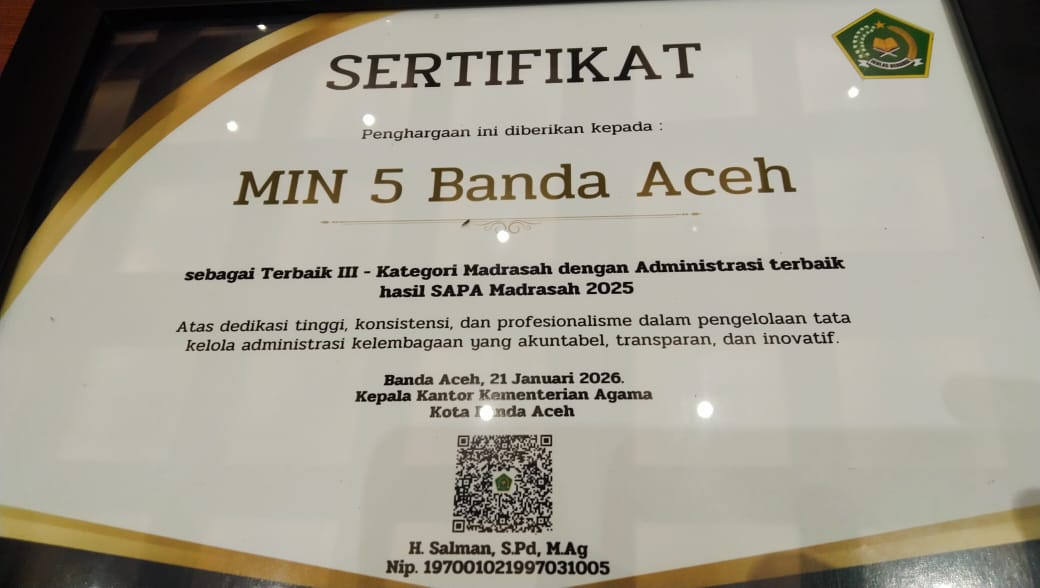 SERTIFIKAT
Penghargaan ini diberikan kepada :
MIN 5 Banda Aceh
sebagai Terbaik III - Kategori Madrasah dengan Administrasi terbaik
hasil SAPA Madrasah 2025
Atas dedikasi tinggi, konsistensi, dan profesionalisme dalam pengelolaan tata
kelola administrasi kelembagaan yang akuntabel, transparan, dan inovatif.
Banda Aceh, 21 Januari 2026.
Kepala Kantor Kementerian Agama
Kota Banda Aceh
H. Salman, S.Pd, M.Ag
Nip. 197001021997031005